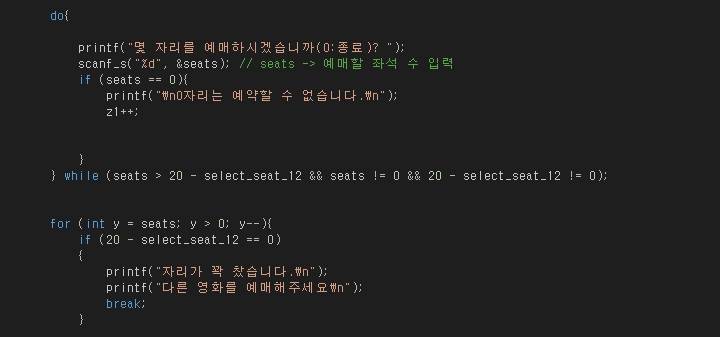 do{
printf("몇 자리를 예매하시겠습니까(0:종료)? ");
scanf_s("%d", &seats); // seats -> 예매할 좌석 수 입력
if (seats == 0){
printf("₩n0자리는 예약할 수 없습니다.₩n");
z1++;
}
} while (seats > 20 - select_seat_12 && seats != 0 && 20 - select_seat_12 != 0);
for (int y = seats; y > 0; y--){
if (20 - select_seat_12 == 0)
{
printf("자리가 꽉 찼습니다.₩n");
printf("다른 영화를 예매해주세요₩n");
break;
}